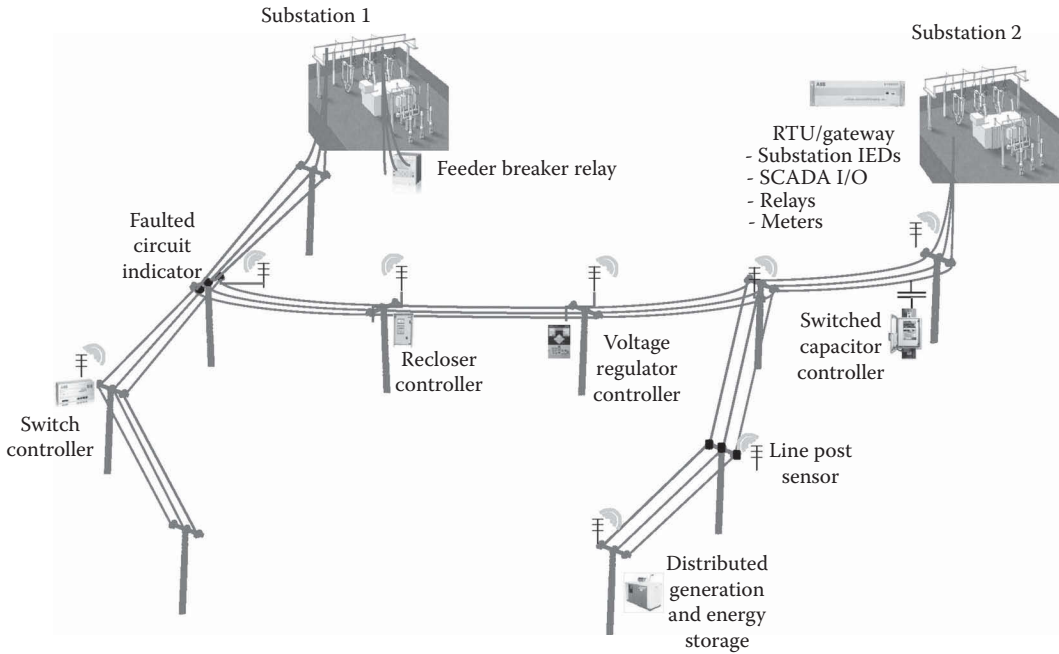 Substation 1
Substation 2
RTU/gateway
- Substation IEDs
- SCADA I/O
- Relays
- Meters
Feeder breaker relay
Faulted
circuit
indicator
Recloser
controller
Voltage
regulator
controller
Switched
capacitor
controller
Switch
controller
Line post
sensor
Distributed
generation
and energy
storage